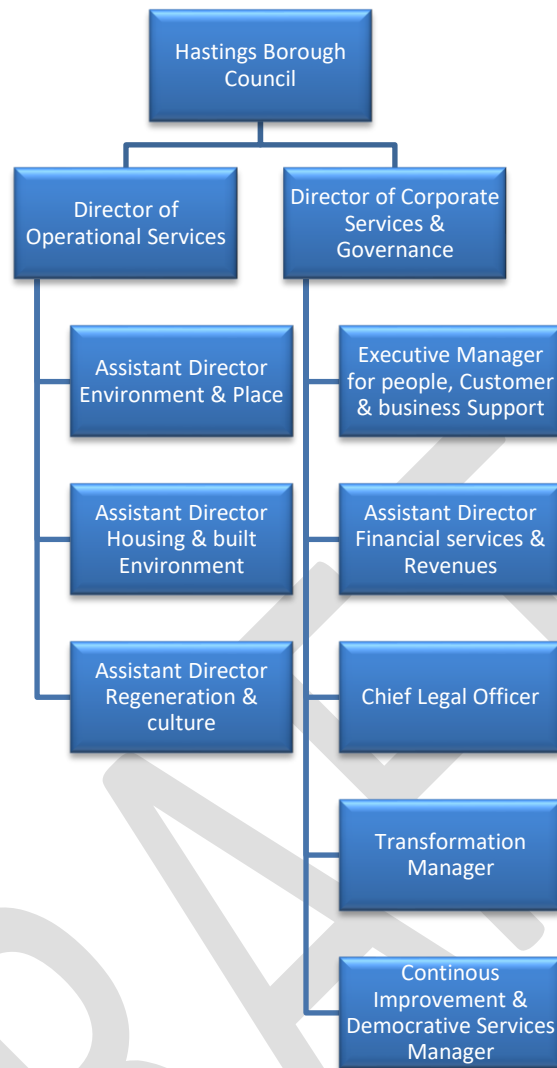 Hastings Borough
Council
Director of
Operational Services
Director of Corporate
Services &
Governance
Assistant Director
Environment & Place
Executive Manager
for people, Customer
& business Support
Assistant Director
Housing & built
Environment
Assistant Director
Financial services &
Revenues
Assistant Director
Regeneration &
culture
Chief Legal Officer
Transformation
Manager
Continous
Improvement &
Democrative Services
Manager